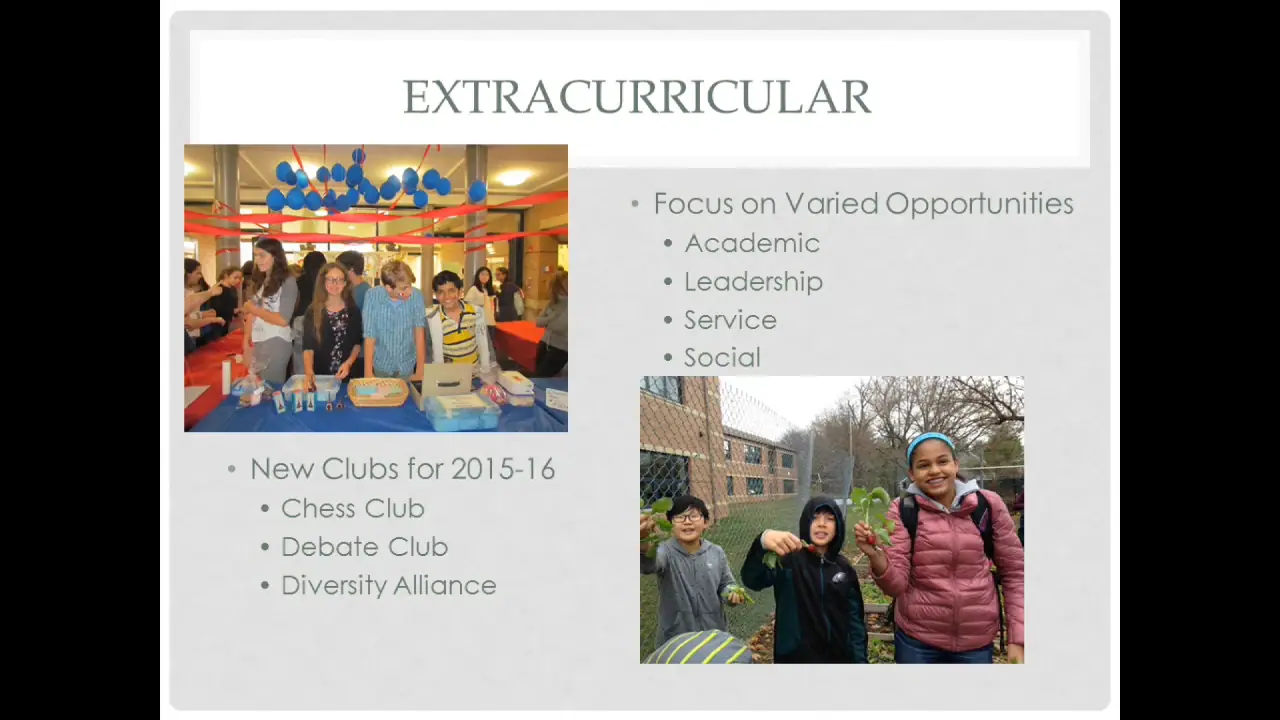 EXTRACURRICULAR
• Focus on Varied Opportunities
• Academic
• Leadership
• Service
• Social
• New Clubs for 2015-16
• Chess Club
• Debate Club
• Diversity Alliance